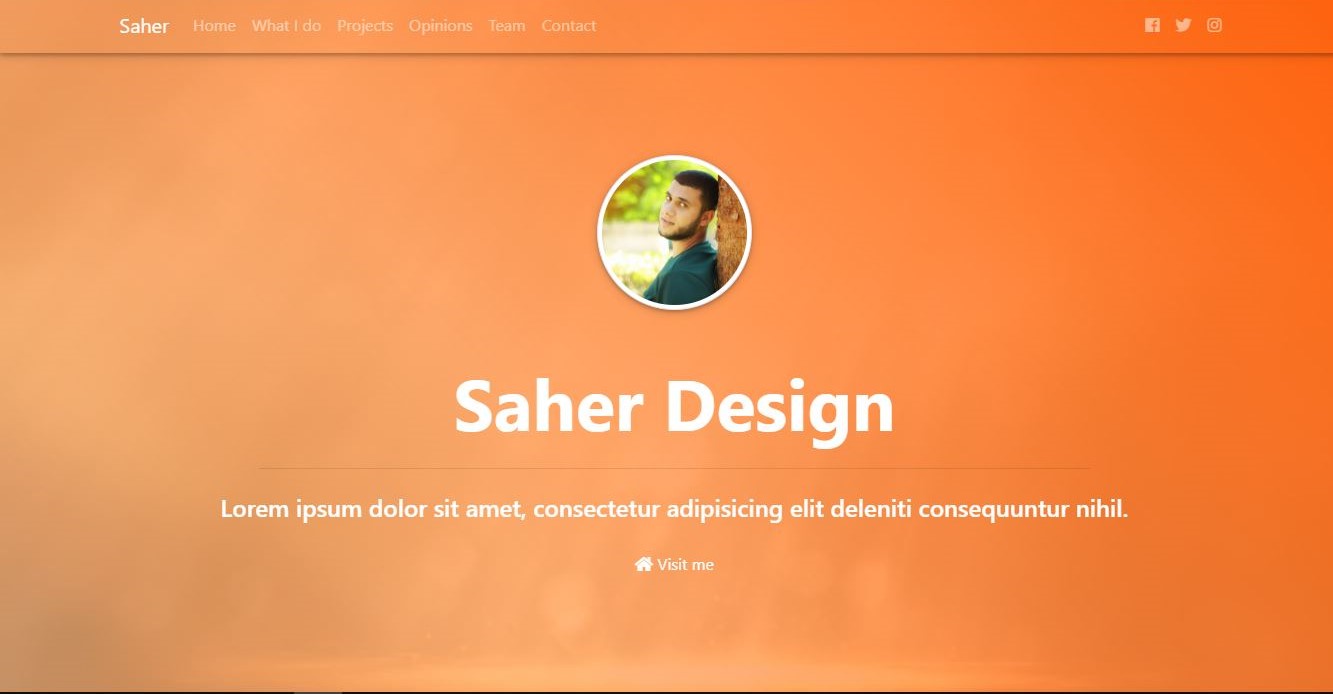 Saher Home What I do Projects Opinions Team Contact
Saher Design
Lorem ipsum dolor sit amet, consectetur adipisicing elit deleniti consequuntur nihil.
Visit me